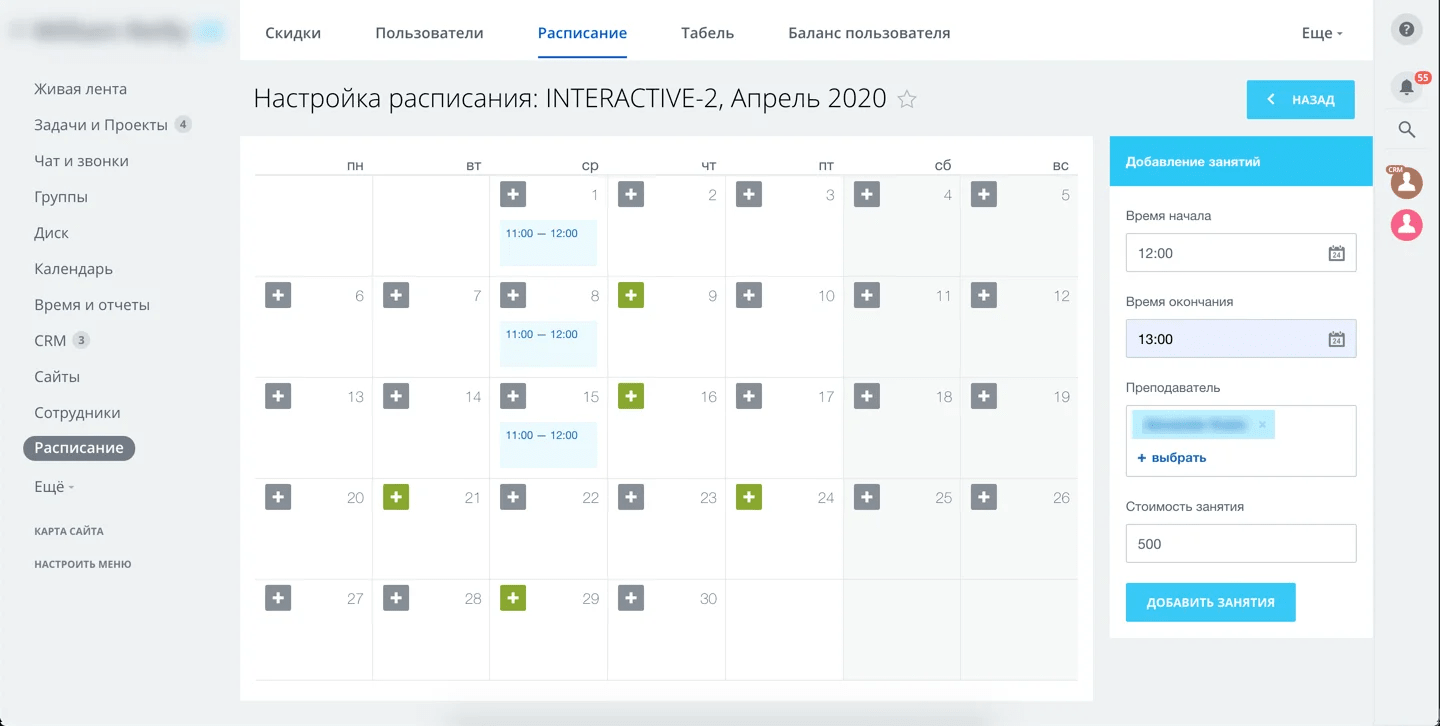 Скидки Пользователи Расписание Табель Баланс пользователя Еще
55
CRM
Живая лента
Задачи и Проекты 4
Чат и звонки
Группы
Диск
Календарь
Время и отчеты
CRM 3
Сайты
Сотрудники
Расписание
Ещё
КАРТА САЙТА
НАСТРОИТЬ МЕНЮ
Настройка расписания: INTERACTIVE-2, Апрель 2020
НАЗАД
пн вт ср чт пт сб вс
1 2 3 4 5
11:00 — 12:00
6 7 8 9 10 11 12
11:00 — 12:00
13 14 15 16 17 18 19
11:00 — 12:00
20 21 22 23 24 25 26
27 28 29 30
Добавление занятий
Время начала
12:00 24
Время окончания
13:00 24
Преподаватель
× 
+ выбрать
Стоимость занятия
500
ДОБАВИТЬ ЗАНЯТИЯ